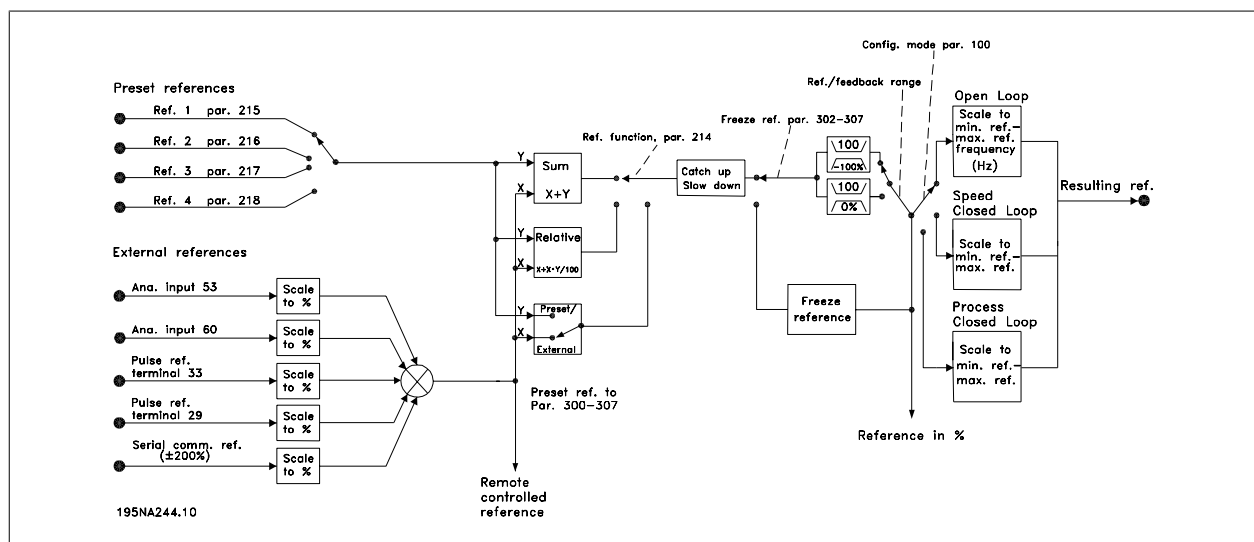 Config. mode par. 100
Ref./feedback range
Preset references
Open Loop
Ref. 1 par. 215
Freeze ref. par. 302-307
Scale to
min. ref.-
max. ref.
frequency
(Hz)
Ref. function, par. 214
Ref. 2 par. 216
Y
Sum
X+Y
X
100
-100%
Ref. 3 par. 217
Catch up
Slow down
100
0%
Ref. 4 par. 218
Resulting ref.
Speed
Closed Loop
Y
Relative
X
X+X·Y/100
Scale to
min. ref.-
max. ref.
External references
Ana. input 53
Scale
to %
Y
Preset/
X
External
Freeze
reference
Process
Closed Loop
Ana. input 60
Scale
to %
Scale to
min. ref.-
max. ref.
Pulse ref.
terminal 33
Scale
to %
Preset ref. to
Par. 300-307
Pulse ref.
terminal 29
Scale
to %
Reference in %
Serial comm. ref.
(±200%)
Scale
to %
Remote
controlled
reference
195NA244.10